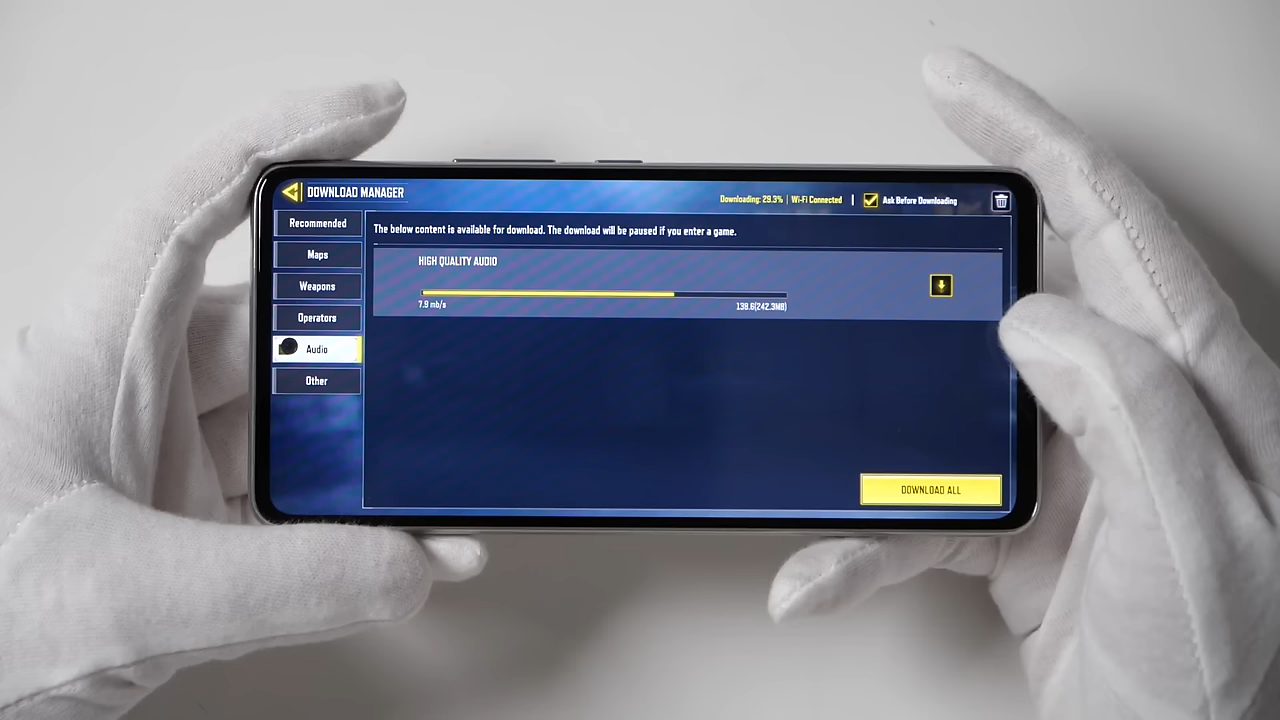 DOWNLOAD MANAGER
Downloading: 29.3% | Wi-Fi Connected | Ask Before Downloading
Recommended
Maps
Weapons
Operators
Audio
Other
The below content is available for download. The download will be paused if you enter a game.
HIGH QUALITY AUDIO
7.9 mb/s
138.6(242.3MB)
DOWNLOAD ALL